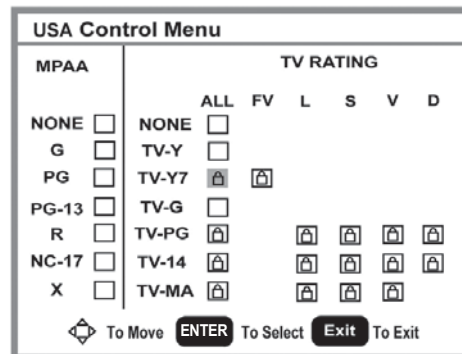 USA Control Menu
MPAA TV RATING
ALL FV L S V D
NONE NONE
G TV-Y
PG TV-Y7
PG-13 TV-G
R TV-PG
NC-17 TV-14
X TV-MA
To Move ENTER To Select Exit To Exit